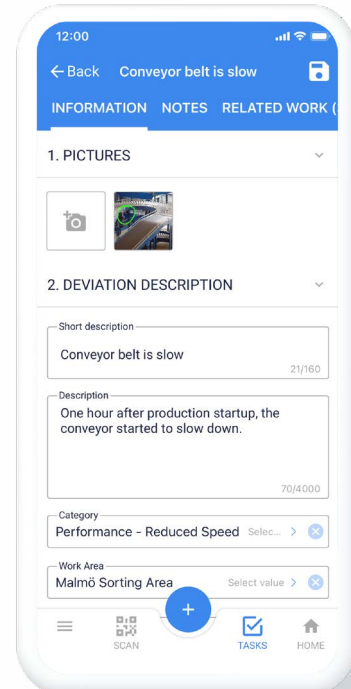 12:00
Back Conveyor belt is slow
INFORMATION NOTES RELATED WORK (
1. PICTURES
2. DEVIATION DESCRIPTION
Short description
Conveyor belt is slow
21/160
Description
One hour after production startup, the
conveyor started to slow down.
70/4000
Category
Performance - Reduced Speed Selec...
Work Area
Malmö Sorting Area Select value
SCAN TASKS HOME